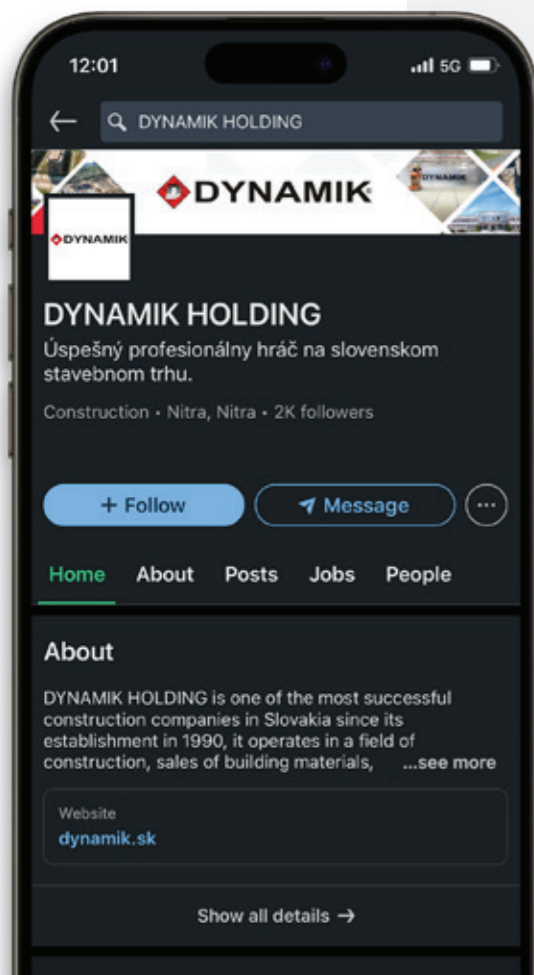 12:01
5G
DYNAMIK HOLDING
DYNAMIK
DYNAMIK
DYNAMIK
DYNAMIK HOLDING
Úspešný profesionálny hráč na slovenskom
stavebnom trhu.
Construction • Nitra, Nitra • 2K followers
+ Follow
Message
Home About Posts Jobs People
About
DYNAMIK HOLDING is one of the most successful
construction companies in Slovakia since its
establishment in 1990, it operates in a field of
construction, sales of building materials, ...see more
Website
dynamik.sk
Show all details →